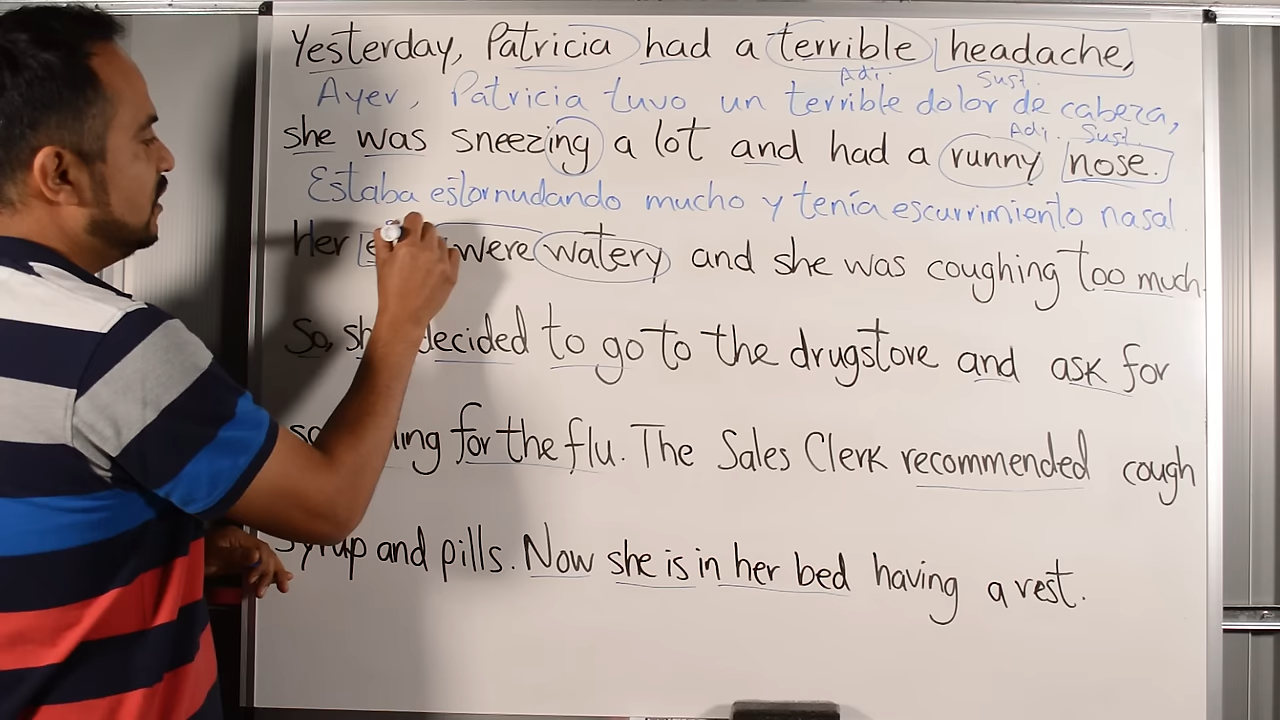 Yesterday, Patricia had a terrible headache,
Adj. Sust.
Ayer, Patricia tuvo un terrible dolor de cabeza,
she was sneezing a lot and had a runny nose.
Adj. Sust.
Estaba estornudando mucho y tenía escurrimiento nasal.
Her were watery and she was coughing too much.
So, decided to go to the drugstore and ask for
for the flu. The Sales Clerk recommended cough
and pills. Now she is in her bed having a rest.